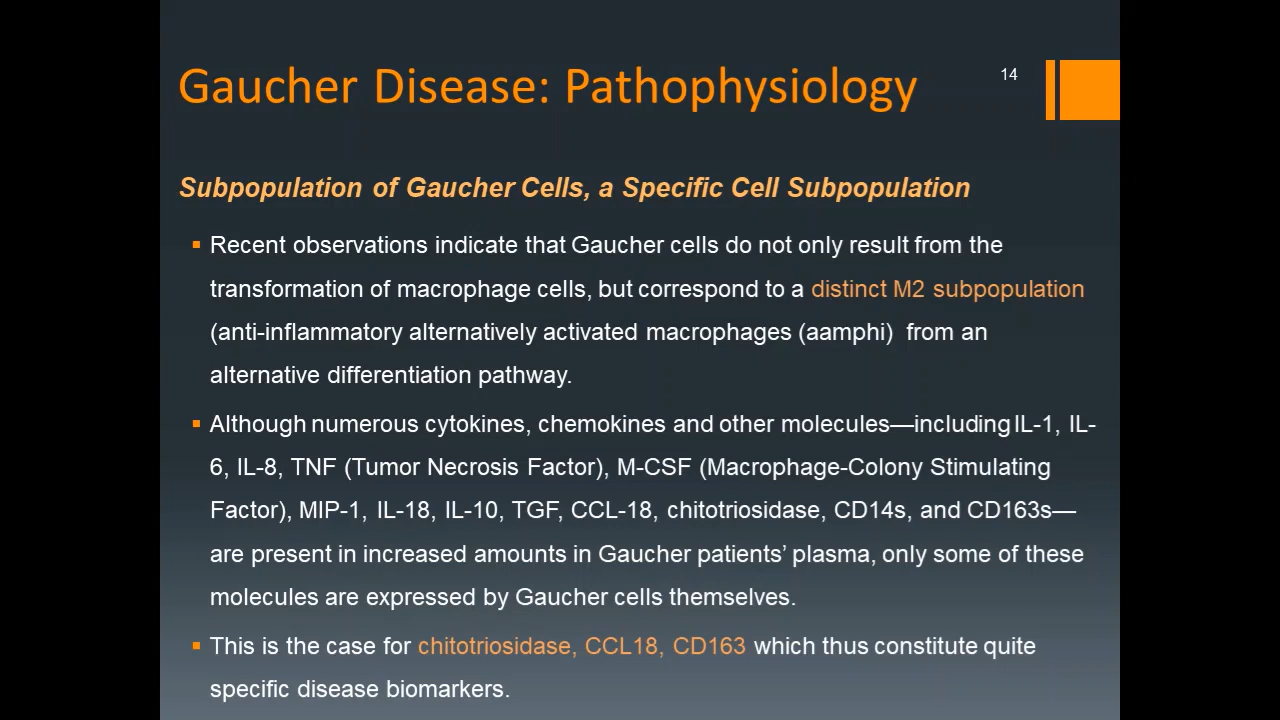 Gaucher Disease: Pathophysiology
14
Subpopulation of Gaucher Cells, a Specific Cell Subpopulation
▪ Recent observations indicate that Gaucher cells do not only result from the
transformation of macrophage cells, but correspond to a distinct M2 subpopulation
(anti-inflammatory alternatively activated macrophages (aamphi) from an
alternative differentiation pathway.
▪ Although numerous cytokines, chemokines and other molecules—including IL-1, IL-
6, IL-8, TNF (Tumor Necrosis Factor), M-CSF (Macrophage-Colony Stimulating
Factor), MIP-1, IL-18, IL-10, TGF, CCL-18, chitotriosidase, CD14s, and CD163s—
are present in increased amounts in Gaucher patients’ plasma, only some of these
molecules are expressed by Gaucher cells themselves.
▪ This is the case for chitotriosidase, CCL18, CD163 which thus constitute quite
specific disease biomarkers.